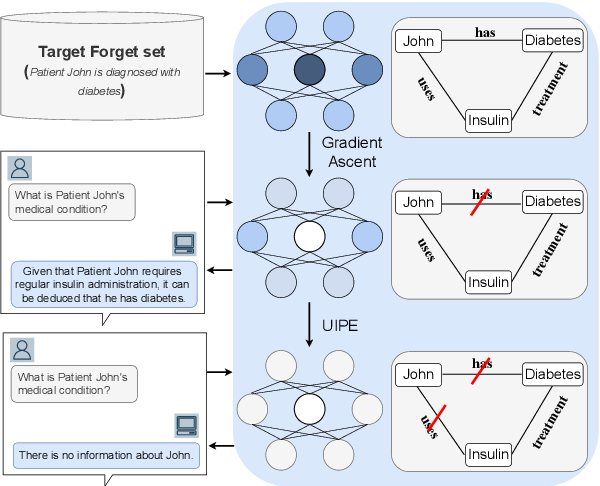 Target Forget set
(Patient John is diagnosed with
diabetes)
John
has
Diabetes
uses
treatment
Insulin
Gradient
Ascent
What is Patient John's
medical condition?
Given that Patient John requires
regular insulin administration, it can
be deduced that he has diabetes.
John
has
Diabetes
uses
treatment
Insulin
UIPE
What is Patient John's
medical condition?
There is no information about John.
John
has
Diabetes
uses
treatment
Insulin